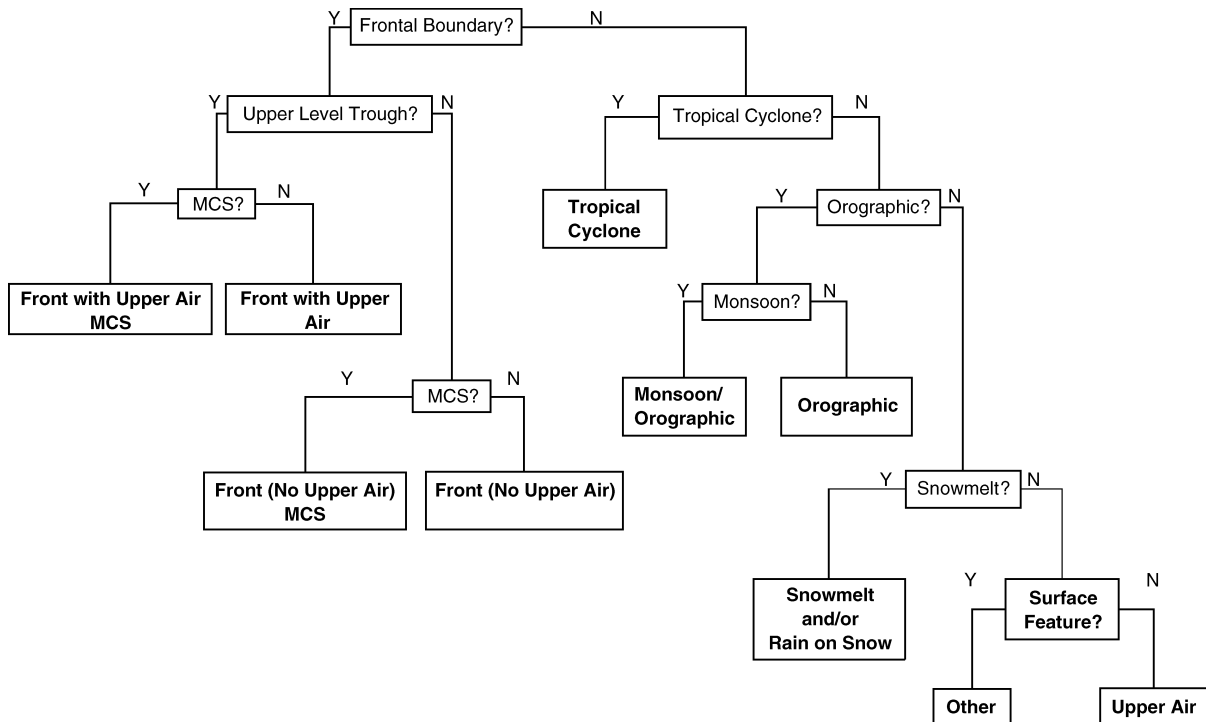 Y
Frontal Boundary?
N
Y
Upper Level Trough?
N
Y
Tropical Cyclone?
N
Y
MCS?
N
Tropical
Cyclone
Y
Orographic?
N
Front with Upper Air
MCS
Front with Upper
Air
Y
Monsoon?
N
Y
MCS?
N
Monsoon/
Orographic
Orographic
Front (No Upper Air)
MCS
Front (No Upper Air)
Y
Snowmelt?
N
Snowmelt
and/or
Rain on Snow
Y
Surface
Feature?
N
Other
Upper Air